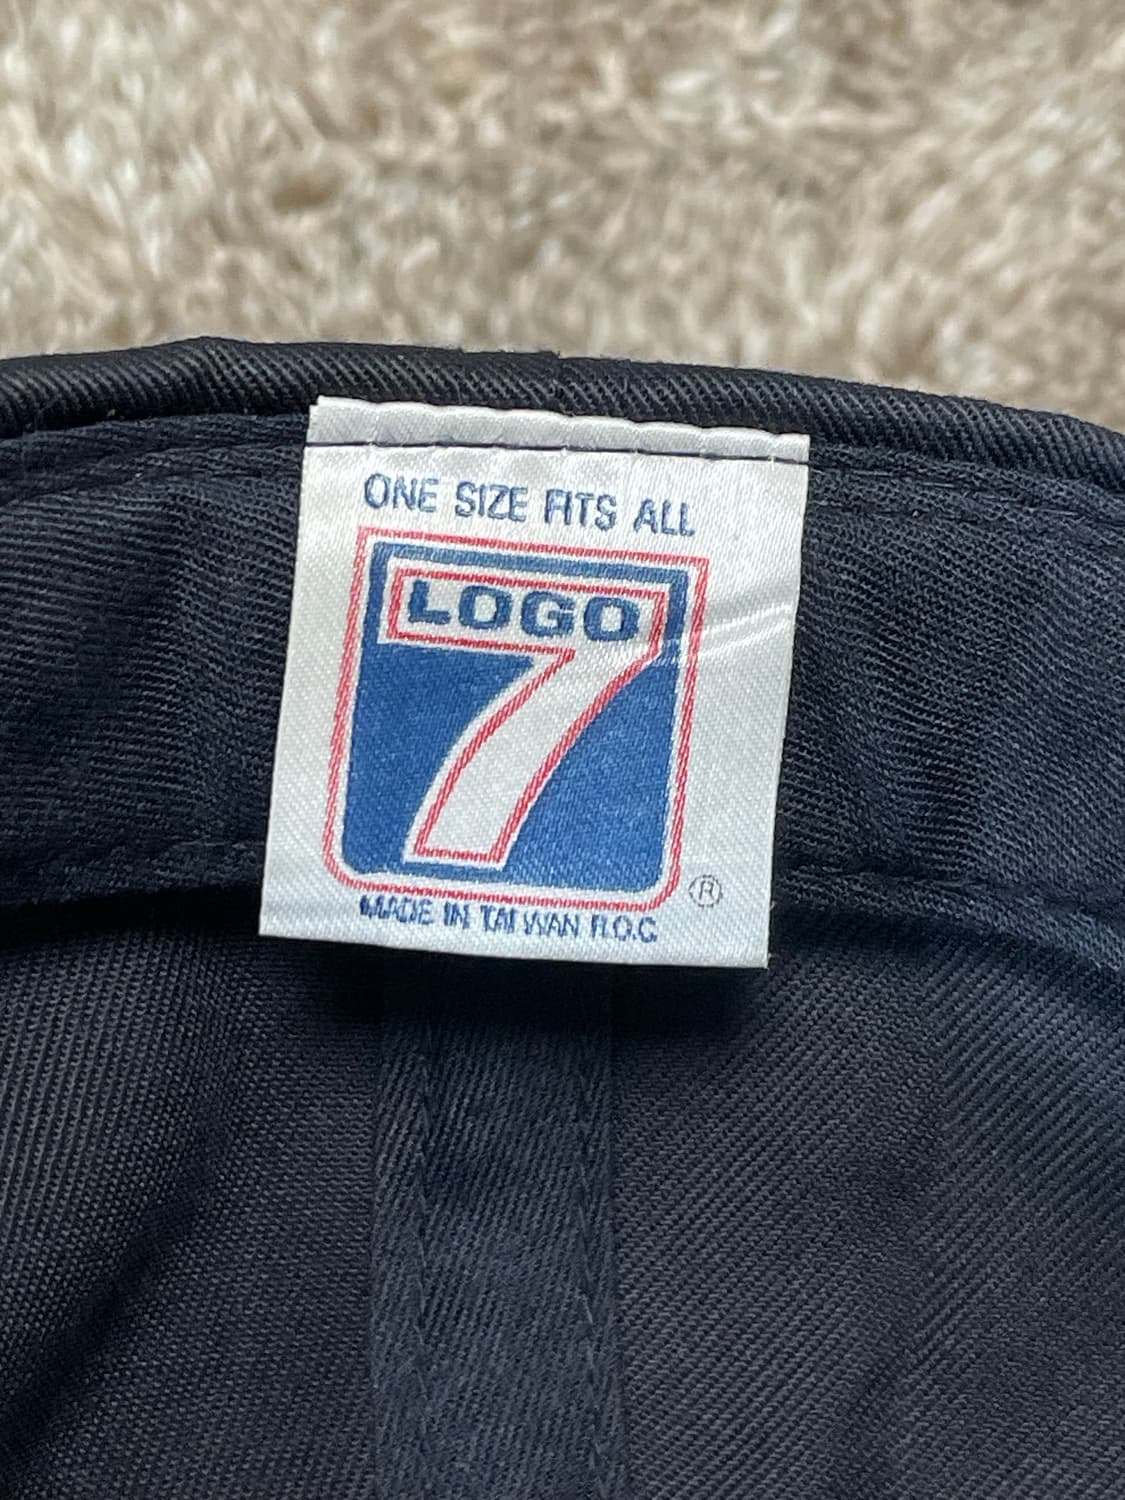 ONE SIZE FITS ALL
LOGO
7
®
MADE IN TAIWAN R.O.C